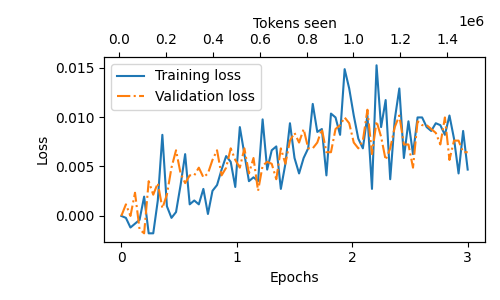 Tokens seen
1e6
0.0 0.2 0.4 0.6 0.8 1.0 1.2 1.4
Training loss
Validation loss
Loss
0.015
0.010
0.005
0.000
0 1 2 3
Epochs